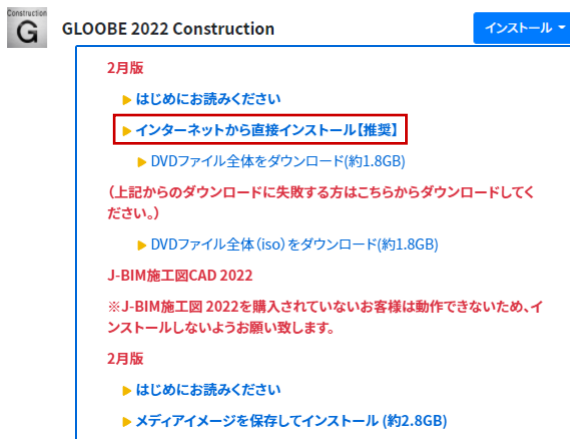 Construction
G
GLOOBE 2022 Construction
インストール
2月版
はじめにお読みください
インターネットから直接インストール【推奨】
DVDファイル全体をダウンロード(約1.8GB)
(上記からのダウンロードに失敗する方はこちらからダウンロードしてく
ださい。)
DVDファイル全体(iso)をダウンロード(約1.8GB)
J-BIM施工図CAD 2022
※J-BIM施工図 2022を購入されていないお客様は動作できないため、イ
ンストールしないようお願い致します。
2月版
はじめにお読みください
メディアイメージを保存してインストール (約2.8GB)